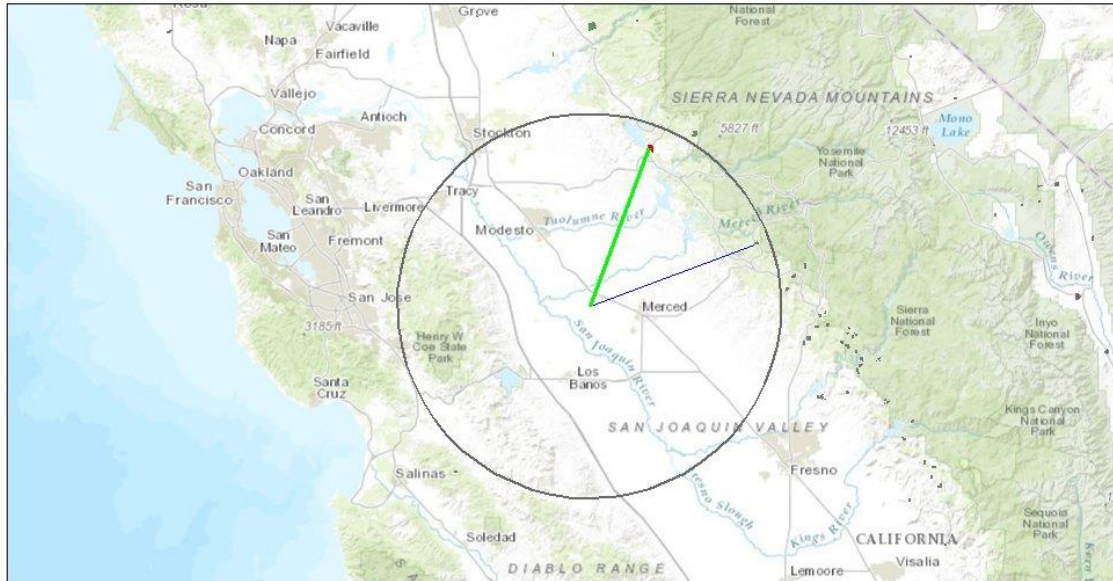 Vacaville
Grove
National
Forest
Napa
Fairfield
Vallejo
Antioch
SIERRA NEVADA MOUNTAINS
Concord
Stockton
5827 ft
12453 ft
Mono
Lake
Oakland
Yosemite
National
Park
San
Francisco
San
Leandro
Livermore
Tracy
Tuolumne River
Merced River
Modesto
San
Mateo
Fremont
Owens River
San Jose
Merced
3185 ft
Sierra
National
Forest
Inyo
National
Forest
Henry W
Coe State
Park
San Joaquin River
Los
Banos
Santa
Cruz
Kings Canyon
National
Park
SAN JOAQUIN VALLEY
Salinas
Fresno
Fresno Slough
Sequoia
National
Park
Soledad
Kings River
CALIFORNIA
Visalia
DIABLO RANGE
Lemoore